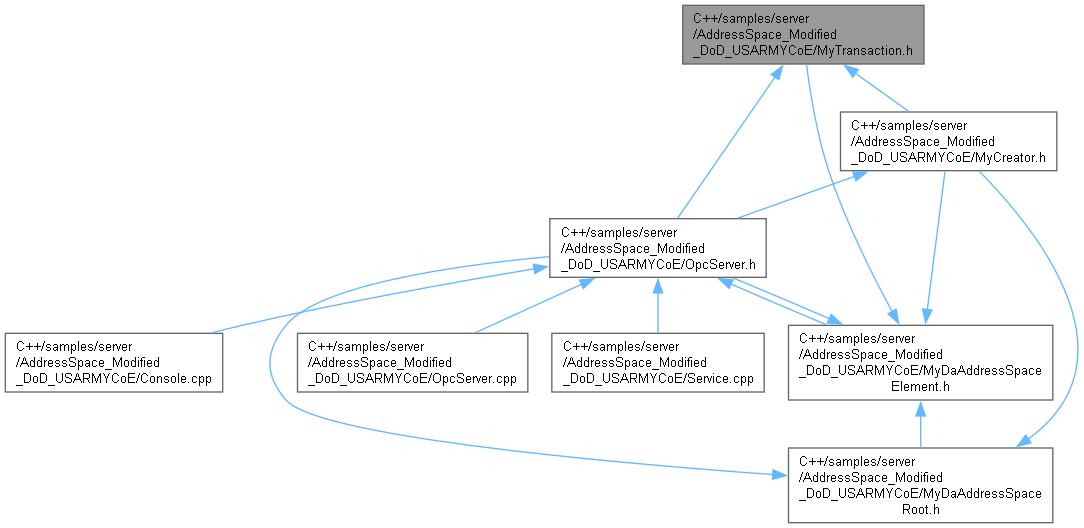 C++/samples/server
/AddressSpace_Modified
_DoD_USARMYCoE/MyTransaction.h
C++/samples/server
/AddressSpace_Modified
_DoD_USARMYCoE/MyCreator.h
C++/samples/server
/AddressSpace_Modified
_DoD_USARMYCoE/OpcServer.h
C++/samples/server
/AddressSpace_Modified
_DoD_USARMYCoE/Console.cpp
C++/samples/server
/AddressSpace_Modified
_DoD_USARMYCoE/OpcServer.cpp
C++/samples/server
/AddressSpace_Modified
_DoD_USARMYCoE/Service.cpp
C++/samples/server
/AddressSpace_Modified
_DoD_USARMYCoE/MyDaAddressSpace
Element.h
C++/samples/server
/AddressSpace_Modified
_DoD_USARMYCoE/MyDaAddressSpace
Root.h